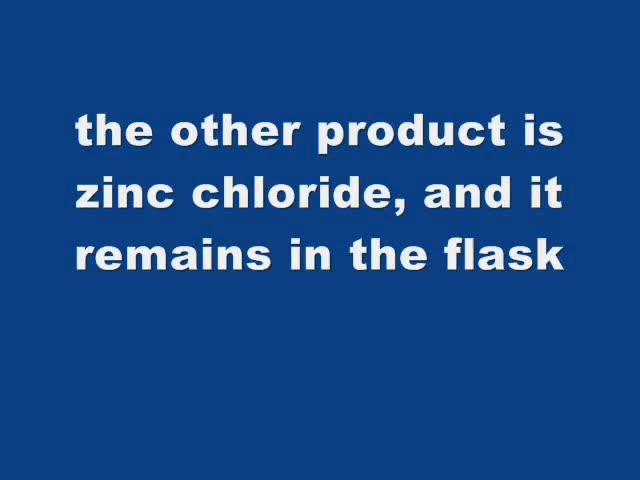 the other product is
zinc chloride, and it
remains in the flask